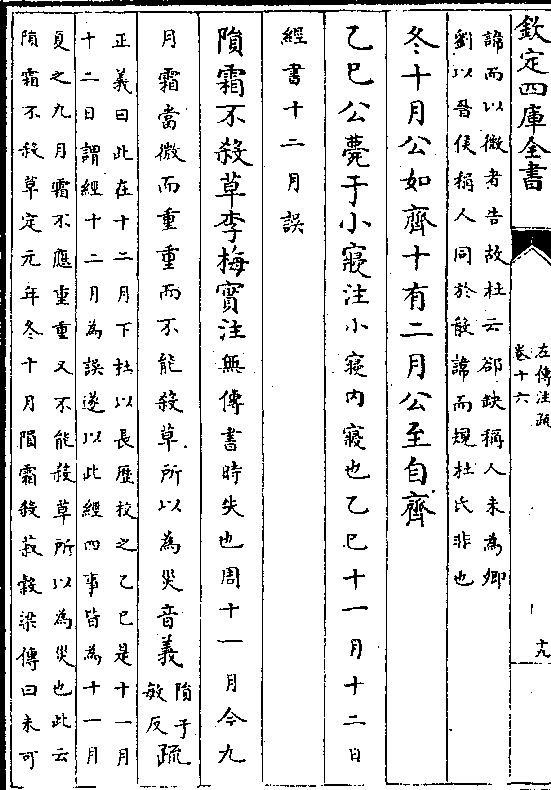 欽定四庫全書
左傳注疏
卷十六
十九
諱而以微者告故杜云郤缺稱人未為卿
劉以晉侯稱人同於散諱而規杜氏非也
冬十月公如齊十有二月公至自齊
乙巳公薨于小寢注小寢內寢也乙巳十一月十二日
經書十二月誤
隕霜不殺草李梅實注無傳書時失也周十一月今九
月霜當微而重重而不能殺草所以為災音義
隕于
敏反
疏
正義曰此在十二月下杜以長歷校之乙巳是十一月
十二日謂經十二月為誤遂以此經四事皆為十一月
夏之九月霜不應重重又不能殺草所以為災也此云
隕霜不殺草定元年冬十月隕霜殺菽穀梁傳曰未可